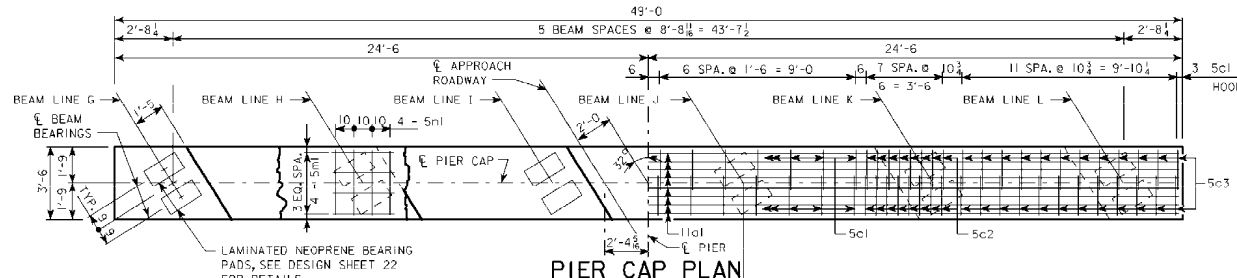 49'-0
2'-8¼
5 BEAM SPACES @ 8'-8 11/16 = 43'-7½
2'-8¼
24'-6
24'-6
℄ APPROACH
ROADWAY
6
6 SPA. @ 1'-6 = 9'-0
6
7 SPA. @
6 = 3'-6
10¾
11 SPA. @ 10¾ = 9'-10¼
3
5c1
HOO
BEAM LINE G
BEAM LINE H
BEAM LINE I
BEAM LINE J
BEAM LINE K
BEAM LINE L
℄ BEAM
BEARINGS
1'-5
10 10 10
4 - 5n1
2'-0
℄ PIER CAP
32°
3'-6
1'-9
1'-9
3 EQ. SPA.
4 - 5m1
TYP.
9
9
5c3
11a1
5c1
5c2
2'-4 5/16
℄ PIER
LAMINATED NEOPRENE BEARING
PADS, SEE DESIGN SHEET 22
FOR DETAILS
PIER CAP PLAN